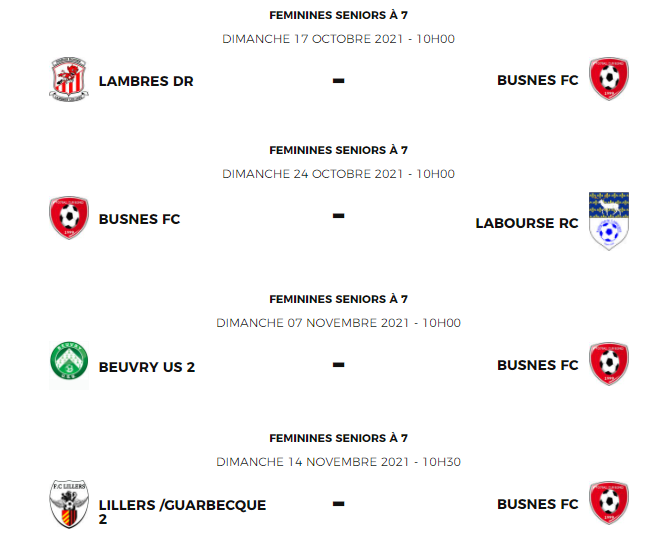 FEMININES SENIORS À 7
DIMANCHE 17 OCTOBRE 2021 - 10H00
LAMBRES DR - BUSNES FC
FEMININES SENIORS À 7
DIMANCHE 24 OCTOBRE 2021 - 10H00
BUSNES FC - LABOURSE RC
FEMININES SENIORS À 7
DIMANCHE 07 NOVEMBRE 2021 - 10H00
BEUVRY US 2 - BUSNES FC
FEMININES SENIORS À 7
DIMANCHE 14 NOVEMBRE 2021 - 10H30
F.C LILLERS
LILLERS /GUARBECQUE - BUSNES FC
2